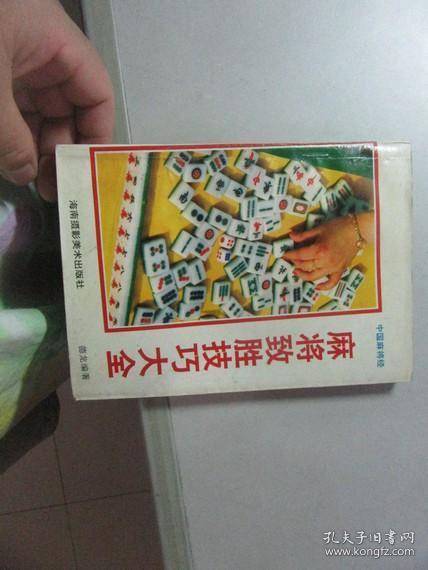 中国麻将经
麻将致胜技巧大全
德龙编著
海南摄影美术出版社
孔夫子旧书网
www.kongfz.com